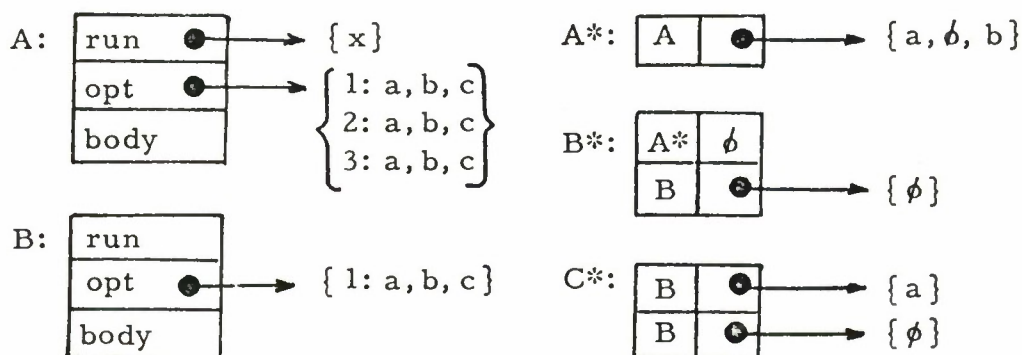 A: run { x }
opt { 1: a, b, c
2: a, b, c
3: a, b, c }
body
B: run
opt { 1: a, b, c }
body
A*: A { a, ϕ, b }
B*: A* ϕ
B { ϕ }
C*: B { a }
B { ϕ }